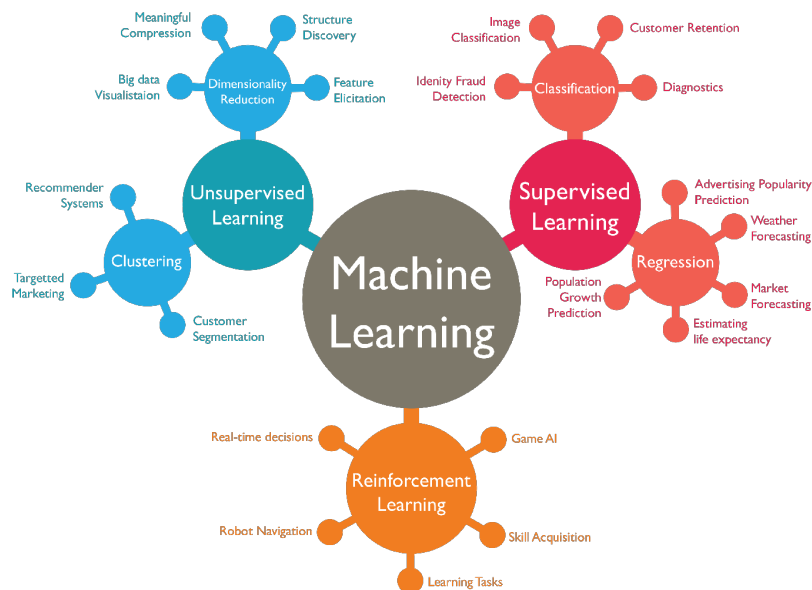 Meaningful
Compression
Structure
Discovery
Big data
Visualistaion
Dimensionality
Reduction
Feature
Elicitation
Image
Classification
Customer Retention
Idenity Fraud
Detection
Classification
Diagnostics
Unsupervised
Learning
Supervised
Learning
Recommender
Systems
Clustering
Targetted
Marketing
Customer
Segmentation
Machine
Learning
Advertising Popularity
Prediction
Weather
Forecasting
Regression
Population
Growth
Prediction
Market
Forecasting
Estimating
life expectancy
Real-time decisions
Game AI
Reinforcement
Learning
Robot Navigation
Skill Acquisition
Learning Tasks